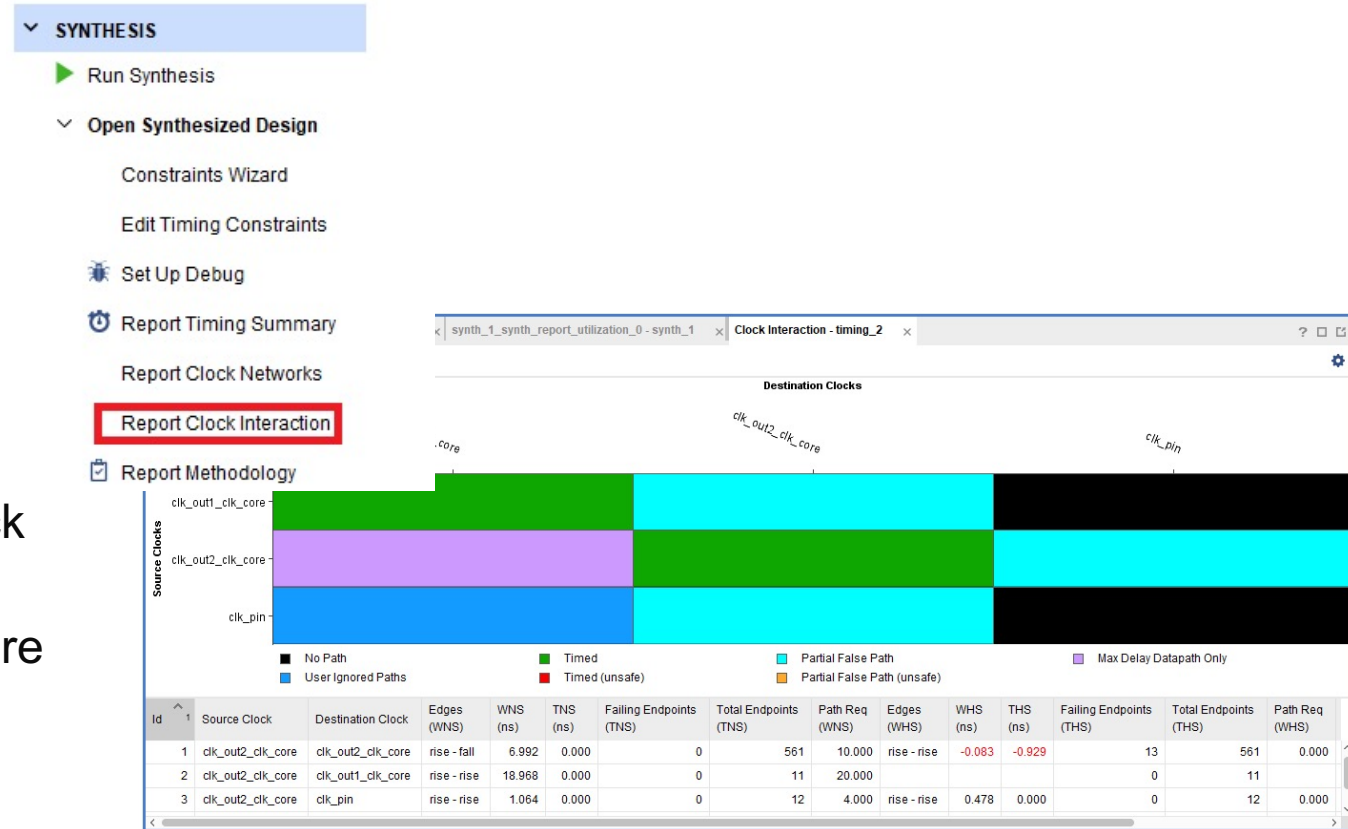 SYNTHESIS
Run Synthesis
Open Synthesized Design
Constraints Wizard
Edit Timing Constraints
Set Up Debug
Report Timing Summary
Report Clock Networks
Report Clock Interaction
Report Methodology
synth_1_synth_report_utilization_0 - synth_1 Clock Interaction - timing_2
Destination Clocks
.core clk_out2_clk_core clk_pin
Source Clocks
clk_out1_clk_core
clk_out2_clk_core
clk_pin
No Path Timed Partial False Path Max Delay Datapath Only
User Ignored Paths Timed (unsafe) Partial False Path (unsafe)
Id 1 Source Clock Destination Clock Edges (WNS) WNS (ns) TNS (ns) Failing Endpoints (TNS) Total Endpoints (TNS) Path Req (WNS) Edges (WHS) WHS (ns) THS (ns) Failing Endpoints (THS) Total Endpoints (THS) Path Req (WHS)
1 clk_out2_clk_core clk_out2_clk_core rise - fall 6.992 0.000 0 561 10.000 rise - rise -0.083 -0.929 13 561 0.000
2 clk_out2_clk_core clk_out1_clk_core rise - rise 18.968 0.000 0 11 20.000 0 11
3 clk_out2_clk_core clk_pin rise - rise 1.064 0.000 0 12 4.000 rise - rise 0.478 0.000 0 12 0.000
k
re